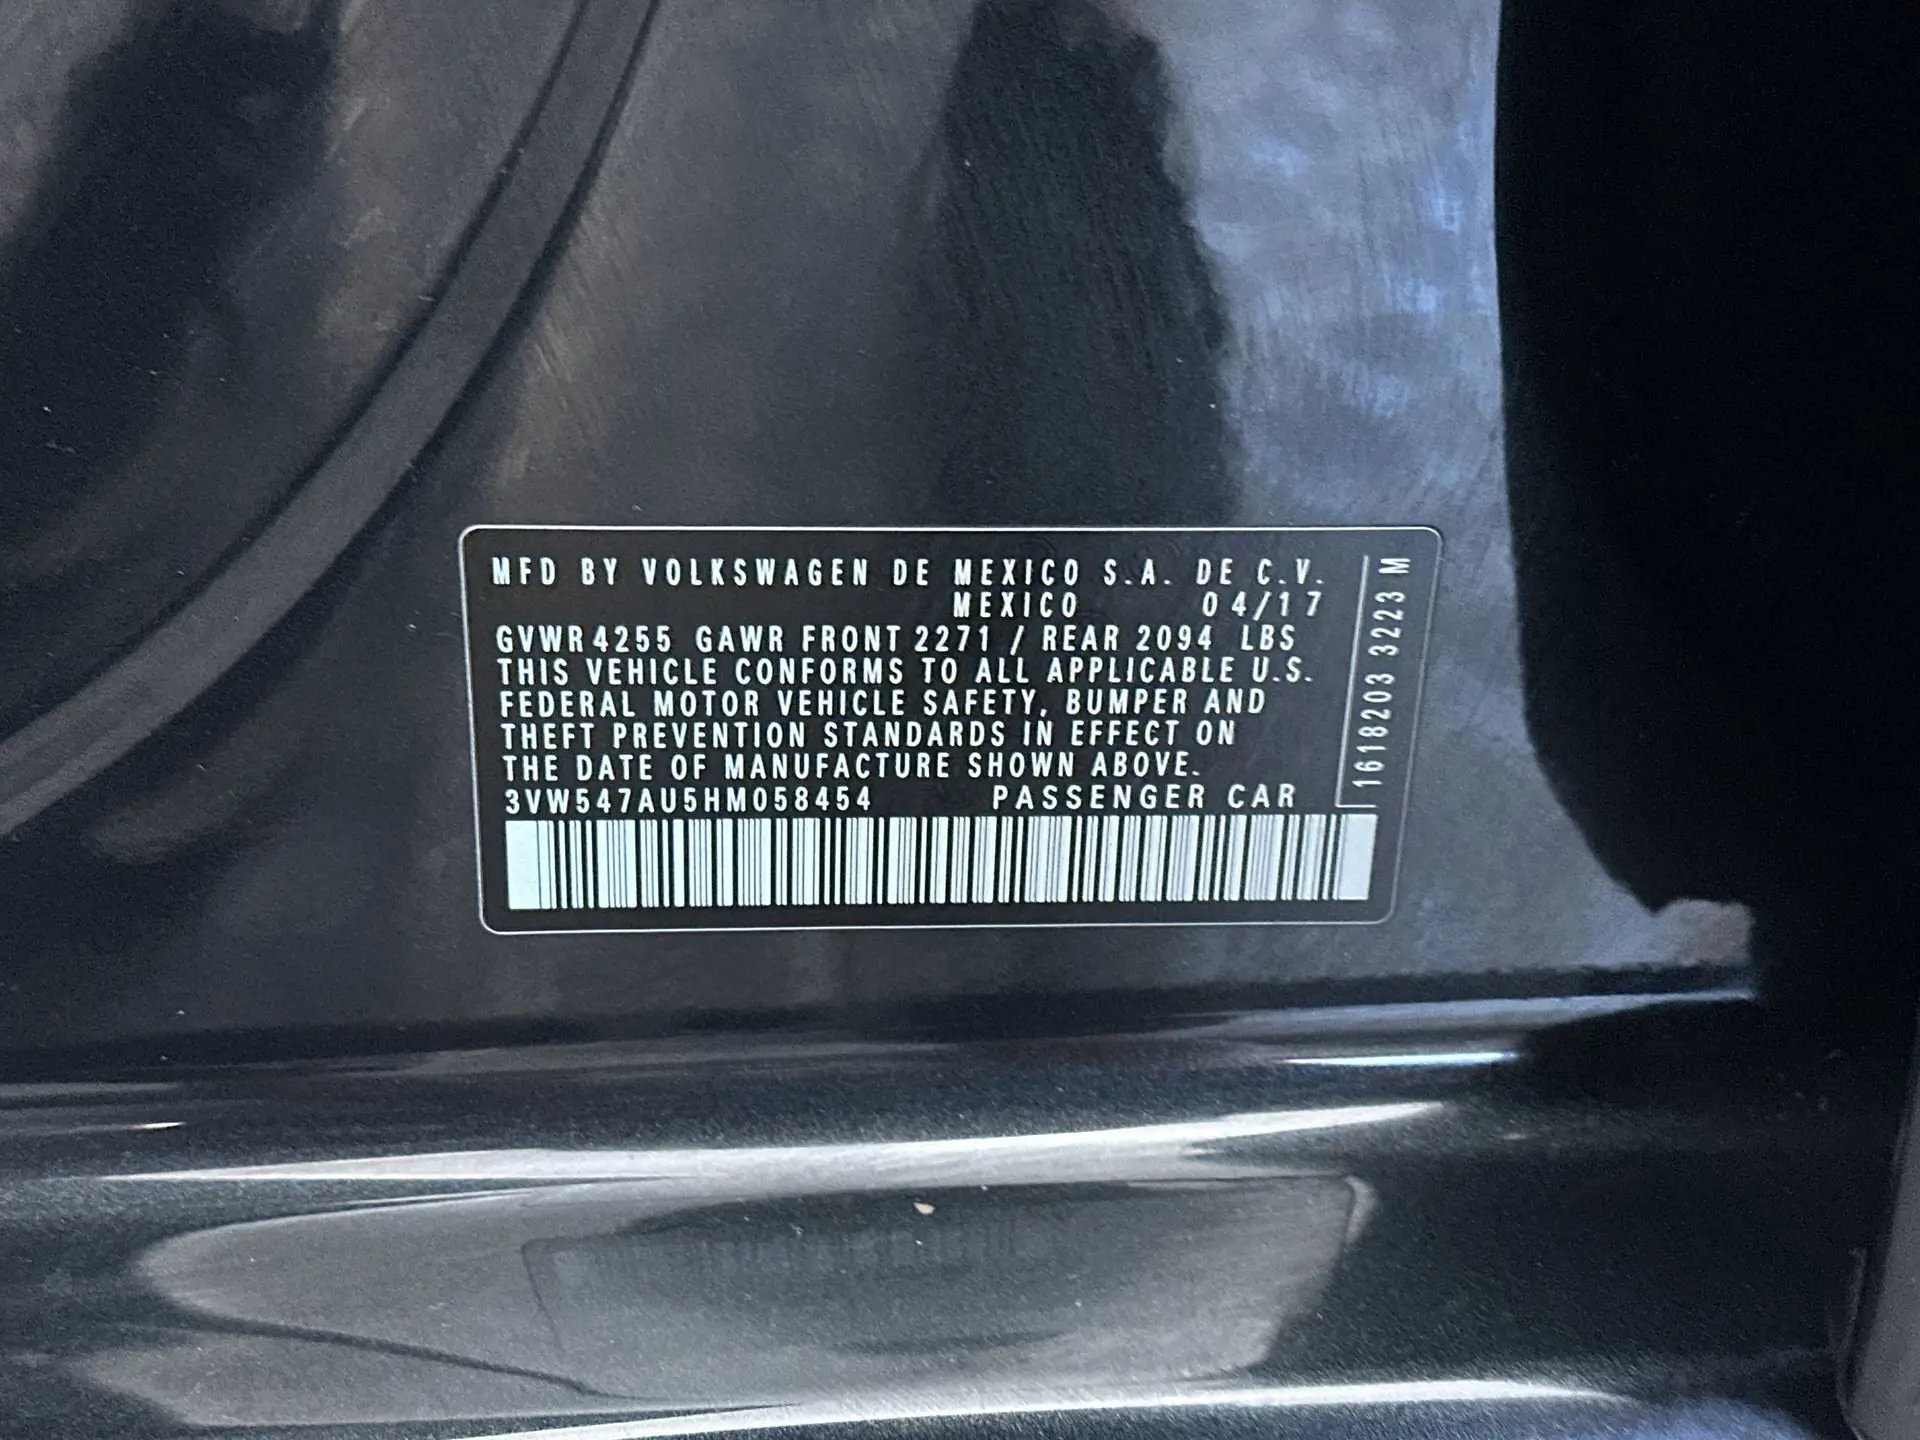 MFD BY VOLKSWAGEN DE MEXICO S.A. DE C.V.
MEXICO 04/17
GVWR 4255 GAWR FRONT 2271 / REAR 2094 LBS
THIS VEHICLE CONFORMS TO ALL APPLICABLE U.S.
FEDERAL MOTOR VEHICLE SAFETY, BUMPER AND
THEFT PREVENTION STANDARDS IN EFFECT ON
THE DATE OF MANUFACTURE SHOWN ABOVE.
3VW547AU5HM058454 PASSENGER CAR
1618203 3223 M